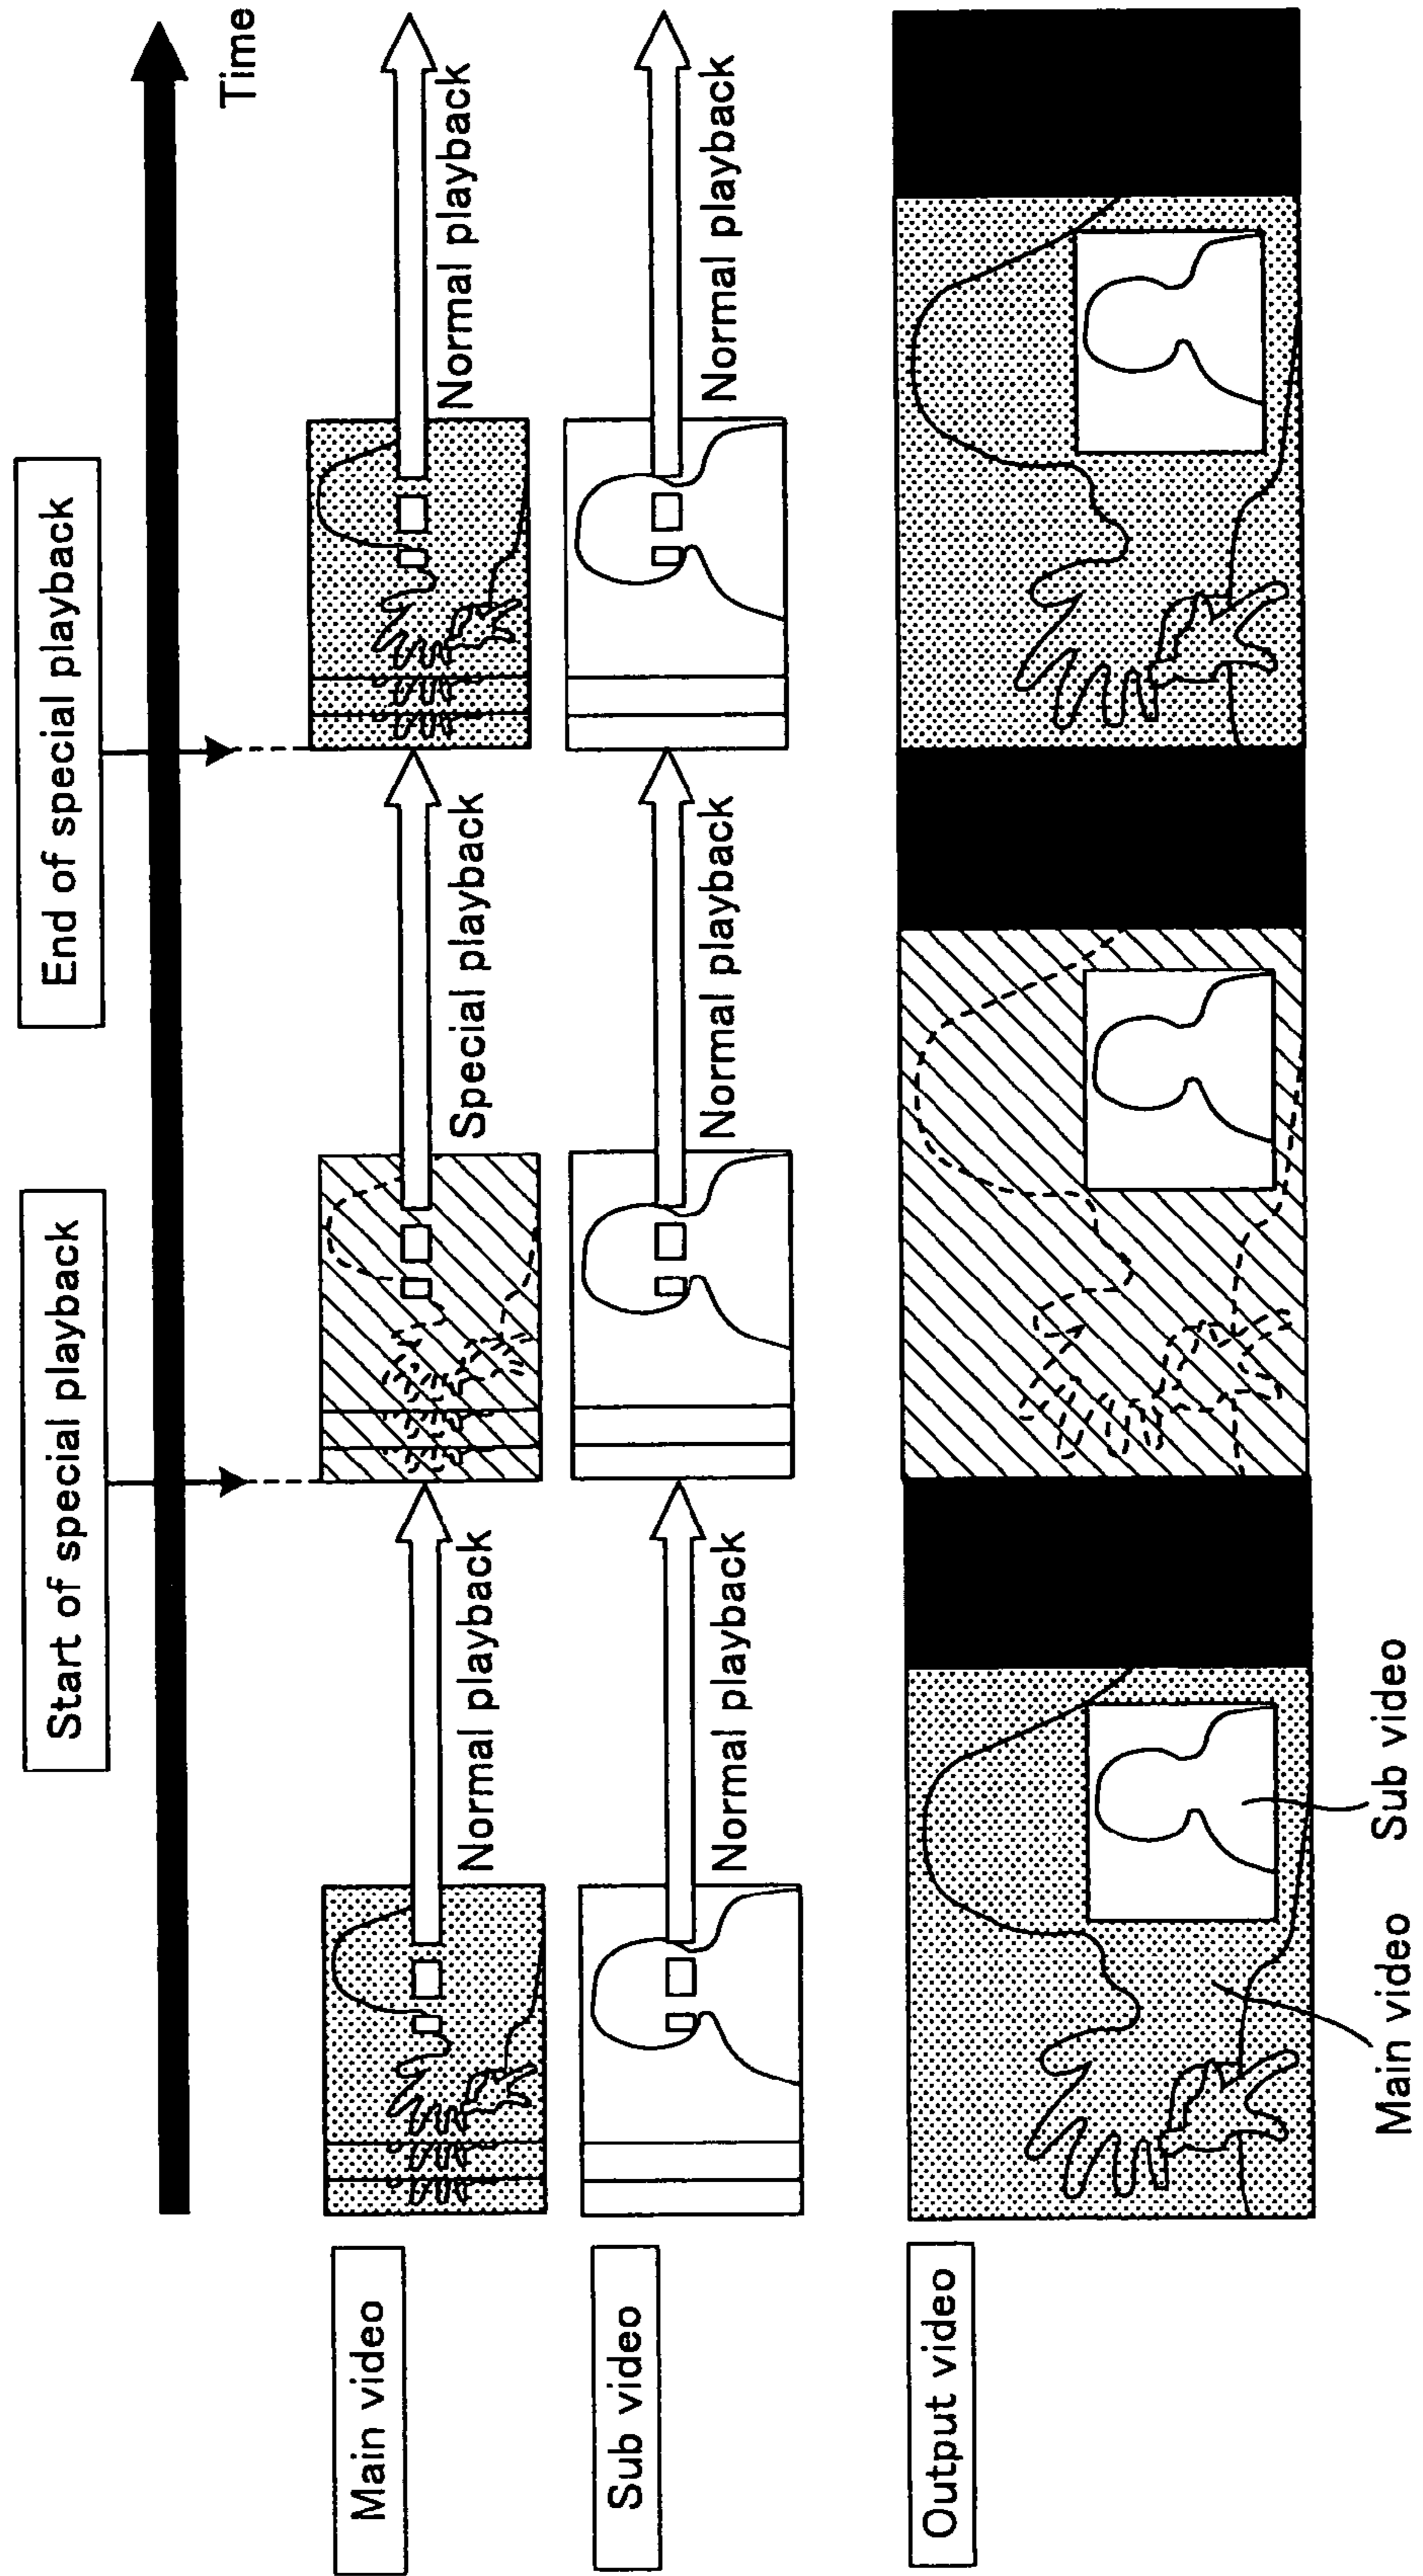 Start of special playback
End of special playback
Time
Main video
Normal playback
Special playback
Normal playback
Sub video
Normal playback
Normal playback
Normal playback
Output video
Main video
Sub video